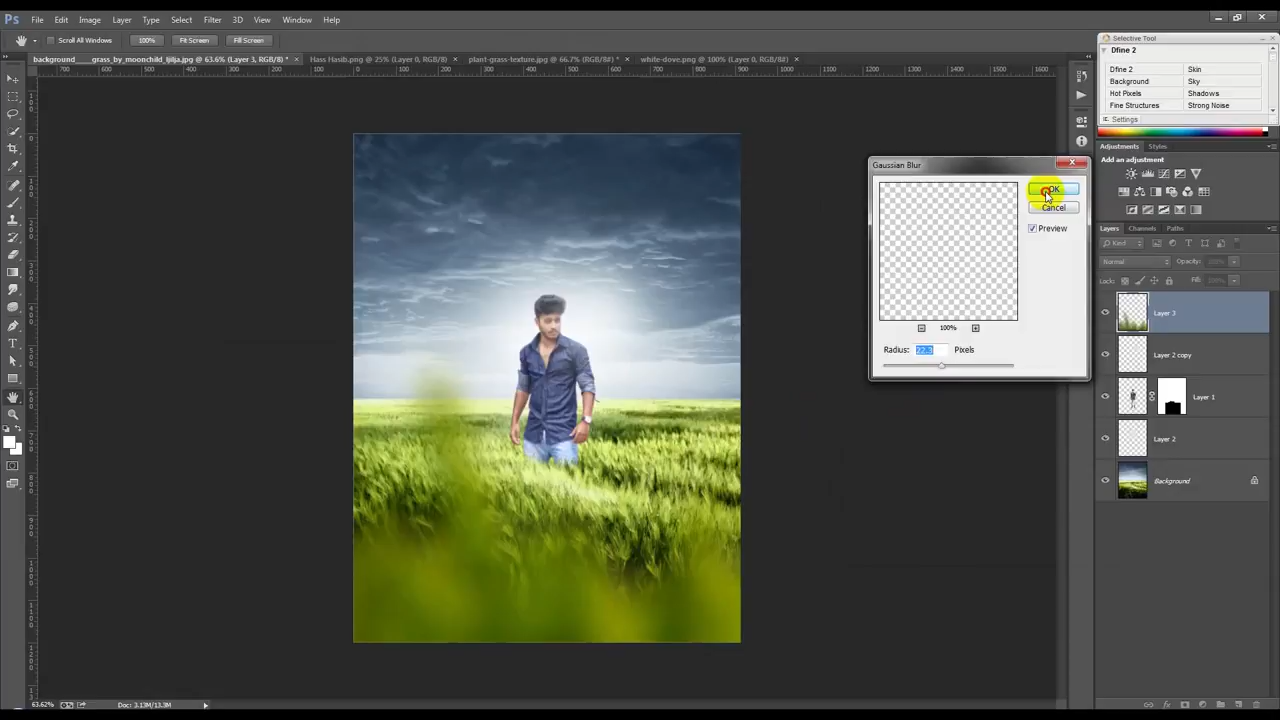 Ps File Edit Image Layer Type Select Filter 3D View Window Help
Scroll All Windows 100% Fit Screen Fill Screen
Selective Tool
Dfine 2
Dfine 2 Skin
Background Sky
Hot Pixels Shadows
Fine Structures Strong Noise
Settings
background___grass_by_moonchild_ljilja.jpg @ 63.6% (Layer 3, RGB/8) * × Hass Hasib.png @ 25% (Layer 0, RGB/8) × plant-grass-texture.jpg @ 66.7% (RGB/8#) * × white-dove.png @ 100% (Layer 0, RGB/8#) ×
Adjustments Styles
Add an adjustment
Gaussian Blur
OK
Cancel
Preview
100%
Radius: 22.3 Pixels
Layers Channels Paths
Kind
Normal Opacity: 100%
Lock: Fill: 100%
Layer 3
Layer 2 copy
Layer 1
Layer 2
Background
63.62% Doc: 3.13M/13.3M